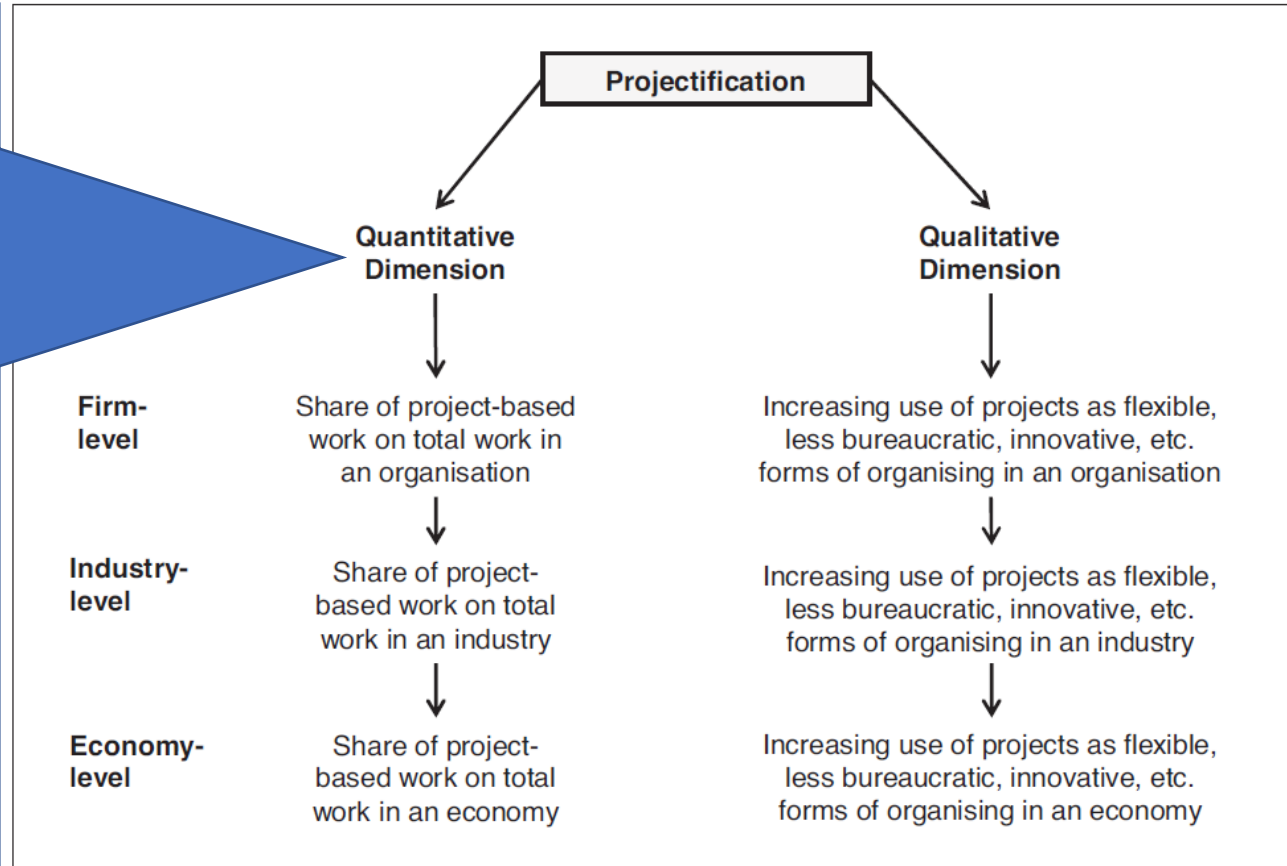 Projectification
Quantitative
Dimension
Qualitative
Dimension
Firm-
level
Share of project-based
work on total work in
an organisation
Increasing use of projects as flexible,
less bureaucratic, innovative, etc.
forms of organising in an organisation
Industry-
level
Share of project-
based work on total
work in an industry
Increasing use of projects as flexible,
less bureaucratic, innovative, etc.
forms of organising in an industry
Economy-
level
Share of project-
based work on total
work in an economy
Increasing use of projects as flexible,
less bureaucratic, innovative, etc.
forms of organising in an economy